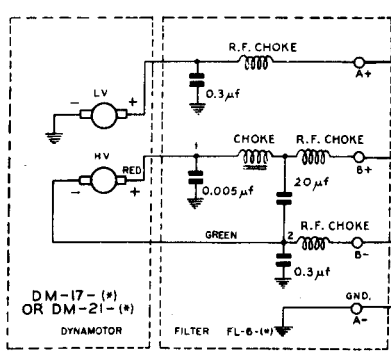 R.F. CHOKE
A+
LV
- +
0.3µf
HV
RED
- +
1
CHOKE
R.F. CHOKE
B+
0.005µf
20µf
GREEN
2
R.F. CHOKE
B-
0.3µf
DM-17-(*)
OR DM-21-(*)
DYNAMOTOR
FILTER FL-6-(*)
GND.
A-